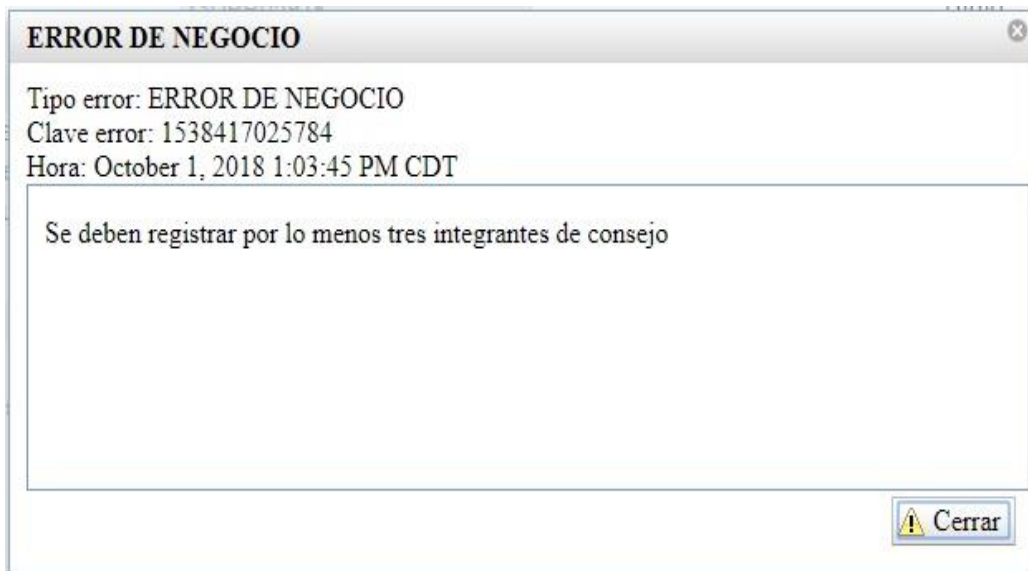 ERROR DE NEGOCIO
Tipo error: ERROR DE NEGOCIO
Clave error: 1538417025784
Hora: October 1, 2018 1:03:45 PM CDT
Se deben registrar por lo menos tres integrantes de consejo
Cerrar